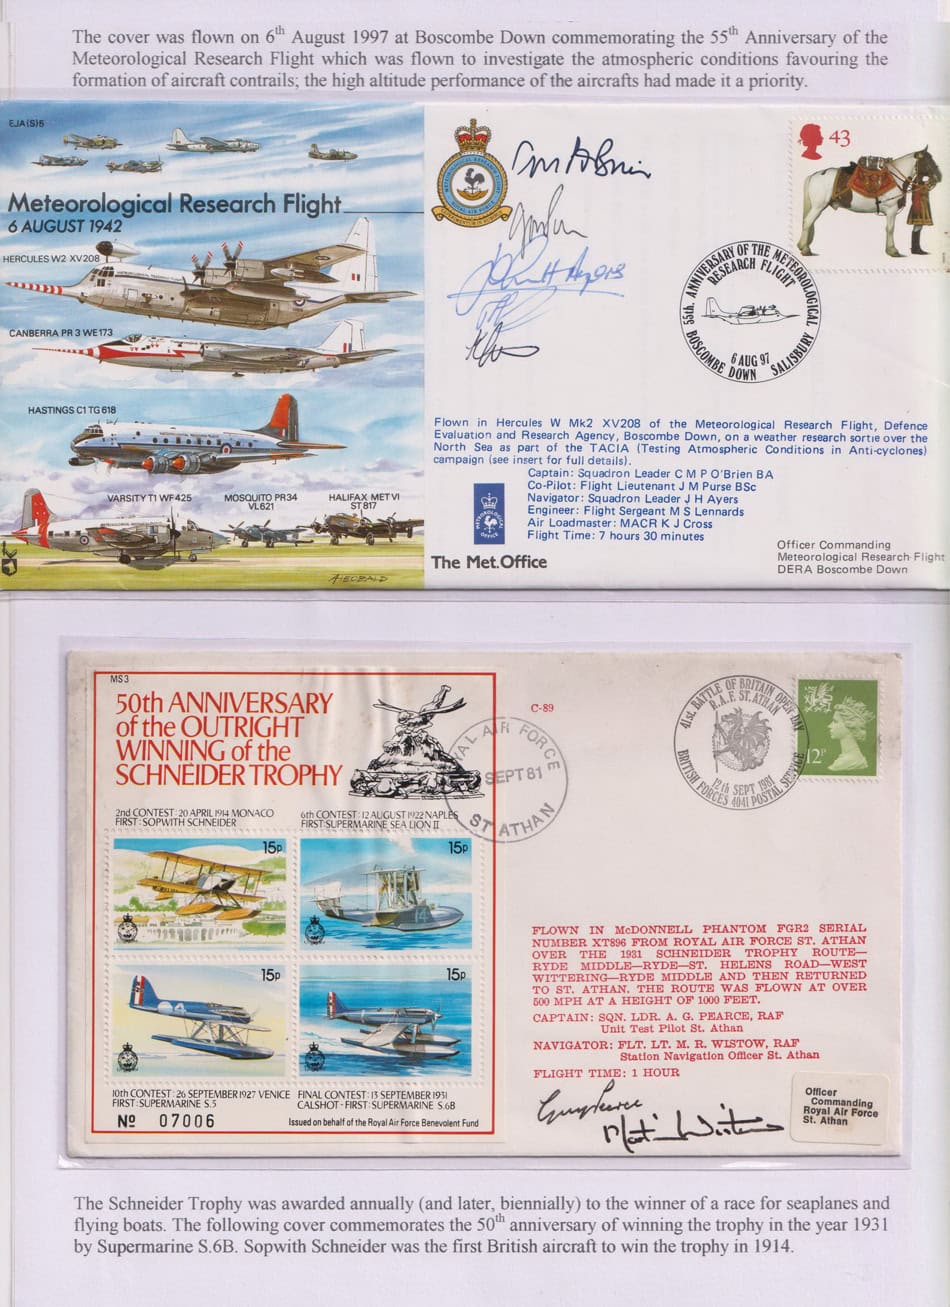 The cover was flown on 6th August 1997 at Boscombe Down commemorating the 55th Anniversary of the
Meteorological Research Flight which was flown to investigate the atmospheric conditions favouring the
formation of aircraft contrails; the high altitude performance of the aircrafts had made it a priority.
EJA(S)5
Meteorological Research Flight
6 AUGUST 1942
HERCULES W2 XV208
CANBERRA PR 3 WE173
HASTINGS C1 TG 618
VARSITY T1 WF 425
MOSQUITO PR 34
VL621
HALIFAX MET VI
ST 817
43
55th. ANNIVERSARY OF THE METEOROLOGICAL
RESEARCH FLIGHT
6 AUG 97
BOSCOMBE DOWN SALISBURY
Flown in Hercules W Mk2 XV208 of the Meteorological Research Flight, Defence
Evaluation and Research Agency, Boscombe Down, on a weather research sortie over the
North Sea as part of the TACIA (Testing Atmospheric Conditions in Anti-cyclones)
campaign (see insert for full details).
Captain: Squadron Leader C M P O'Brien BA
Co-Pilot: Flight Lieutenant J M Purse BSc
Navigator: Squadron Leader J H Ayers
Engineer: Flight Sergeant M S Lennards
Air Loadmaster: MACR K J Cross
Flight Time: 7 hours 30 minutes
The Met.Office
Officer Commanding
Meteorological Research Flight
DERA Boscombe Down
MS3
50th ANNIVERSARY
of the OUTRIGHT
WINNING of the
SCHNEIDER TROPHY
2nd CONTEST: 20 APRIL 1914 MONACO
FIRST: SOPWITH SCHNEIDER
6th CONTEST: 12 AUGUST 1922 NAPLES
FIRST: SUPERMARINE SEA LION II
15p
15p
15p
15p
10th CONTEST: 26 SEPTEMBER 1927 VENICE
FIRST: SUPERMARINE S.5
FINAL CONTEST: 13 SEPTEMBER 1931
CALSHOT - FIRST: SUPERMARINE S.6B
No 07006
Issued on behalf of the Royal Air Force Benevolent Fund
C-89
AL AIR FORCE
SEPT 81
ST ATHAN
41st. BATTLE OF BRITAIN OPEN DAY
R.A.F. ST. ATHAN
12th SEPT 1981
BRITISH FORCES 4041 POSTAL SERVICE
12P
FLOWN IN McDONNELL PHANTOM FGR2 SERIAL
NUMBER XT896 FROM ROYAL AIR FORCE ST. ATHAN
OVER THE 1931 SCHNEIDER TROPHY ROUTE—
RYDE MIDDLE—RYDE—ST. HELENS ROAD—WEST
WITTERING—RYDE MIDDLE AND THEN RETURNED
TO ST. ATHAN. THE ROUTE WAS FLOWN AT OVER
500 MPH AT A HEIGHT OF 1000 FEET.
CAPTAIN: SQN. LDR. A. G. PEARCE, RAF
Unit Test Pilot St. Athan
NAVIGATOR: FLT. LT. M. R. WISTOW, RAF
Station Navigation Officer St. Athan
FLIGHT TIME: 1 HOUR
Officer
Commanding
Royal Air Force
St. Athan
The Schneider Trophy was awarded annually (and later, biennially) to the winner of a race for seaplanes and
flying boats. The following cover commemorates the 50th anniversary of winning the trophy in the year 1931
by Supermarine S.6B. Sopwith Schneider was the first British aircraft to win the trophy in 1914.